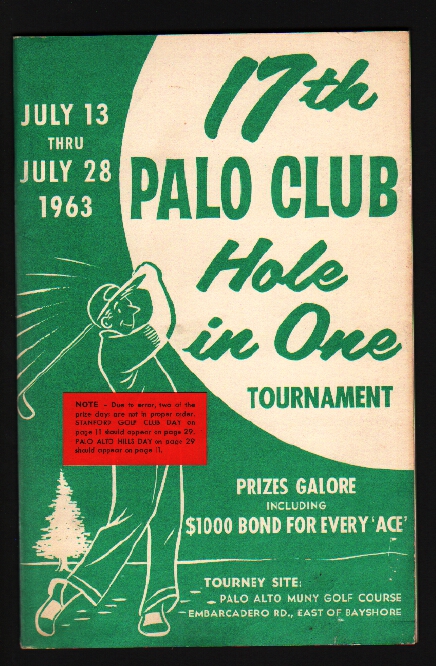 JULY 13
THRU
JULY 28
1963
17th
PALO CLUB
Hole
in One
TOURNAMENT
NOTE - Due to error, two of the
prize days are not in proper order.
STANFORD GOLF CLUB DAY on
page 11 should appear on page 29.
PALO ALTO HILLS DAY on page 29
should appear on page 11.
PRIZES GALORE
INCLUDING
$1000 BOND FOR EVERY 'ACE'
TOURNEY SITE:
PALO ALTO MUNY GOLF COURSE
EMBARCADERO RD., EAST OF BAYSHORE